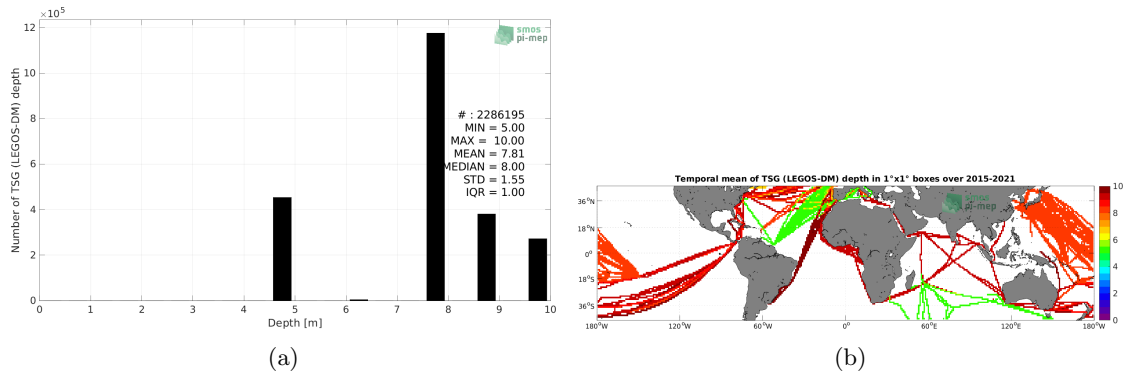 ×10⁵
12
10
8
6
4
2
0
Number of TSG (LEGOS-DM) depth
smos
pi-mep
# : 2286195
MIN = 5.00
MAX = 10.00
MEAN = 7.81
MEDIAN = 8.00
STD = 1.55
IQR = 1.00
0 1 2 3 4 5 6 7 8 9 10
Depth [m]
(a)
Temporal mean of TSG (LEGOS-DM) depth in 1°x1° boxes over 2015-2021
smos
pi-mep
36°N
18°N
0°
18°S
36°S
180°W 120°W 60°W 0° 60°W 120°W 180°W
10
8
6
4
2
0
(b)